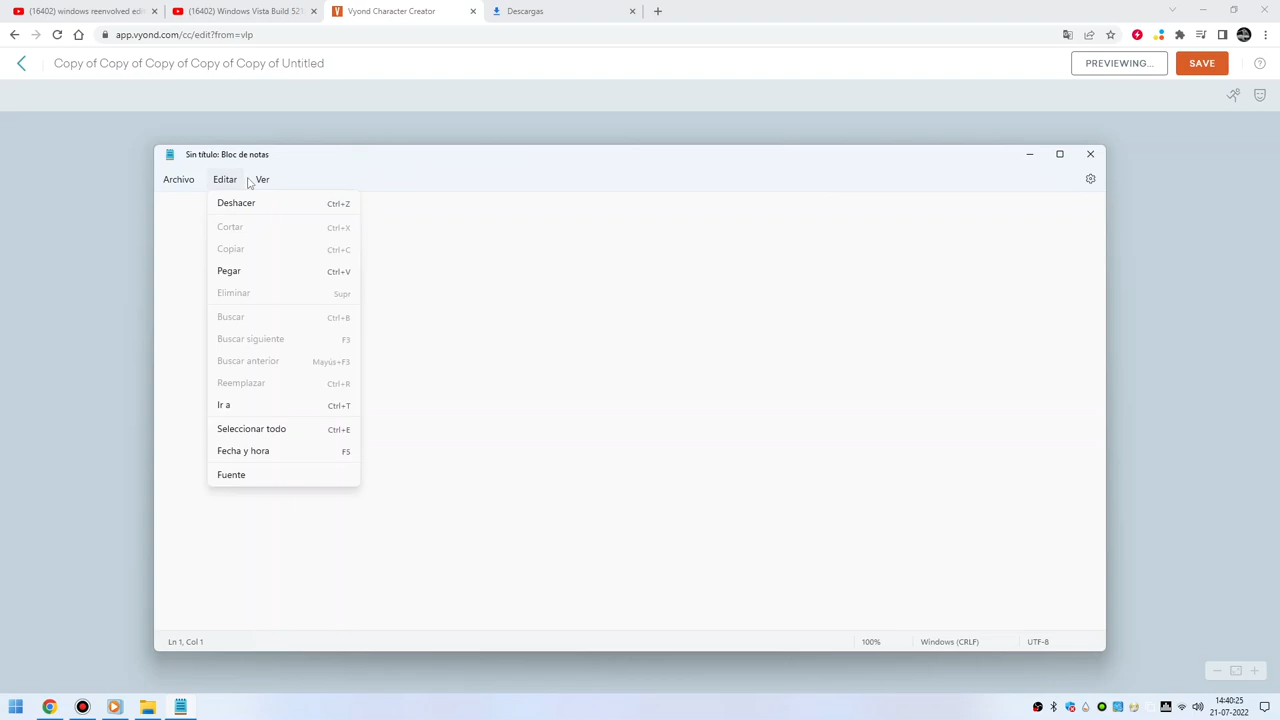 (16402) windows reenvolved edi
(16402) Windows Vista Build 521
Vyond Character Creator
Descargas
app.vyond.com/cc/edit?from=vlp
Copy of Copy of Copy of Copy of Copy of Untitled
PREVIEWING...
SAVE
Sin título: Bloc de notas
Archivo
Editar
Ver
Deshacer Ctrl+Z
Cortar Ctrl+X
Copiar Ctrl+C
Pegar Ctrl+V
Eliminar Supr
Buscar Ctrl+B
Buscar siguiente F3
Buscar anterior Mayús+F3
Reemplazar Ctrl+R
Ir a Ctrl+T
Seleccionar todo Ctrl+E
Fecha y hora F5
Fuente
Ln 1, Col 1
100%
Windows (CRLF)
UTF-8
14:40:25
21-07-2022